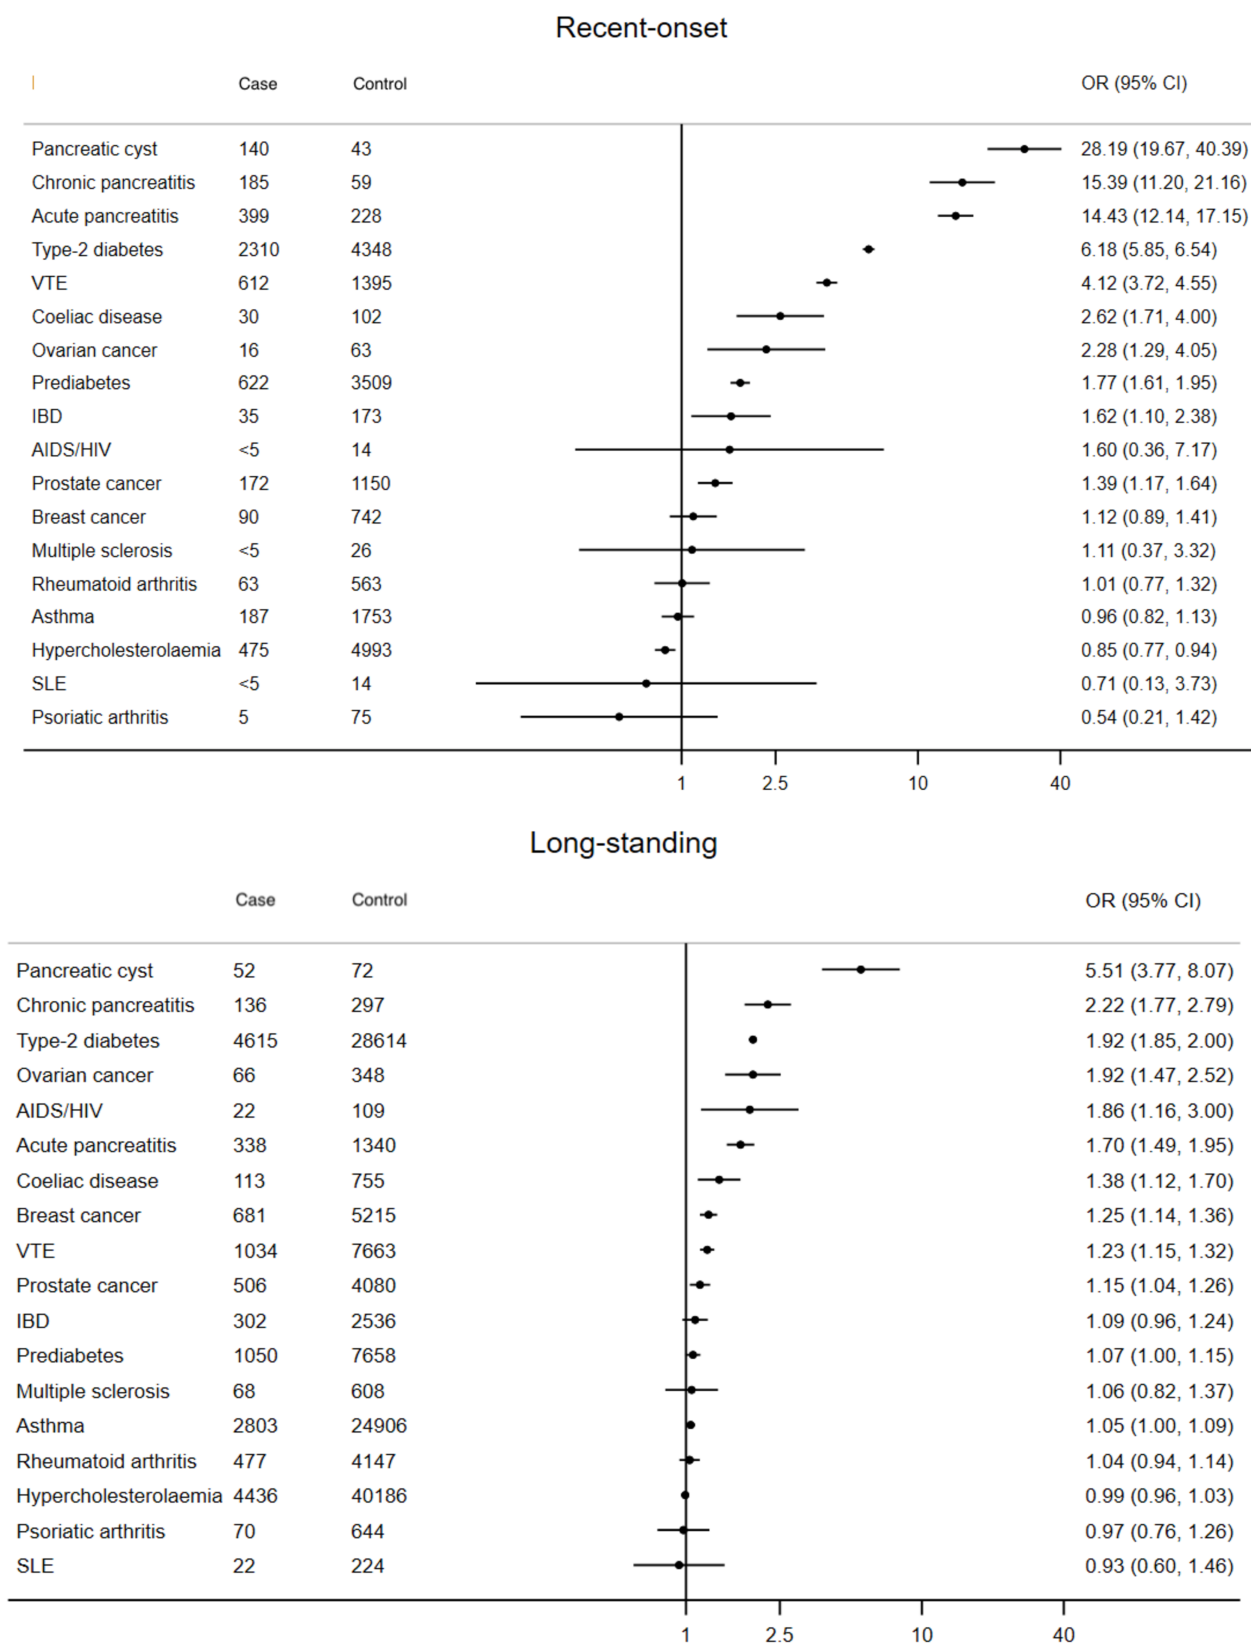 Recent-onset
Case Control OR (95% CI)
Pancreatic cyst 140 43 28.19 (19.67, 40.39)
Chronic pancreatitis 185 59 15.39 (11.20, 21.16)
Acute pancreatitis 399 228 14.43 (12.14, 17.15)
Type-2 diabetes 2310 4348 6.18 (5.85, 6.54)
VTE 612 1395 4.12 (3.72, 4.55)
Coeliac disease 30 102 2.62 (1.71, 4.00)
Ovarian cancer 16 63 2.28 (1.29, 4.05)
Prediabetes 622 3509 1.77 (1.61, 1.95)
IBD 35 173 1.62 (1.10, 2.38)
AIDS/HIV <5 14 1.60 (0.36, 7.17)
Prostate cancer 172 1150 1.39 (1.17, 1.64)
Breast cancer 90 742 1.12 (0.89, 1.41)
Multiple sclerosis <5 26 1.11 (0.37, 3.32)
Rheumatoid arthritis 63 563 1.01 (0.77, 1.32)
Asthma 187 1753 0.96 (0.82, 1.13)
Hypercholesterolaemia 475 4993 0.85 (0.77, 0.94)
SLE <5 14 0.71 (0.13, 3.73)
Psoriatic arthritis 5 75 0.54 (0.21, 1.42)
1 2.5 10 40
Long-standing
Case Control OR (95% CI)
Pancreatic cyst 52 72 5.51 (3.77, 8.07)
Chronic pancreatitis 136 297 2.22 (1.77, 2.79)
Type-2 diabetes 4615 28614 1.92 (1.85, 2.00)
Ovarian cancer 66 348 1.92 (1.47, 2.52)
AIDS/HIV 22 109 1.86 (1.16, 3.00)
Acute pancreatitis 338 1340 1.70 (1.49, 1.95)
Coeliac disease 113 755 1.38 (1.12, 1.70)
Breast cancer 681 5215 1.25 (1.14, 1.36)
VTE 1034 7663 1.23 (1.15, 1.32)
Prostate cancer 506 4080 1.15 (1.04, 1.26)
IBD 302 2536 1.09 (0.96, 1.24)
Prediabetes 1050 7658 1.07 (1.00, 1.15)
Multiple sclerosis 68 608 1.06 (0.82, 1.37)
Asthma 2803 24906 1.05 (1.00, 1.09)
Rheumatoid arthritis 477 4147 1.04 (0.94, 1.14)
Hypercholesterolaemia 4436 40186 0.99 (0.96, 1.03)
Psoriatic arthritis 70 644 0.97 (0.76, 1.26)
SLE 22 224 0.93 (0.60, 1.46)
1 2.5 10 40